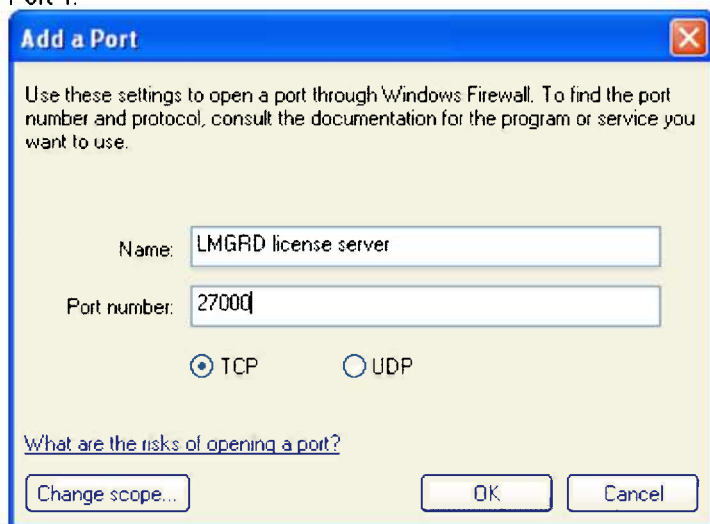 Port 1:
Add a Port
Use these settings to open a port through Windows Firewall. To find the port
number and protocol, consult the documentation for the program or service you
want to use.
Name: LMGRD license server
Port number: 27000
TCP UDP
What are the risks of opening a port?
Change scope... OK Cancel